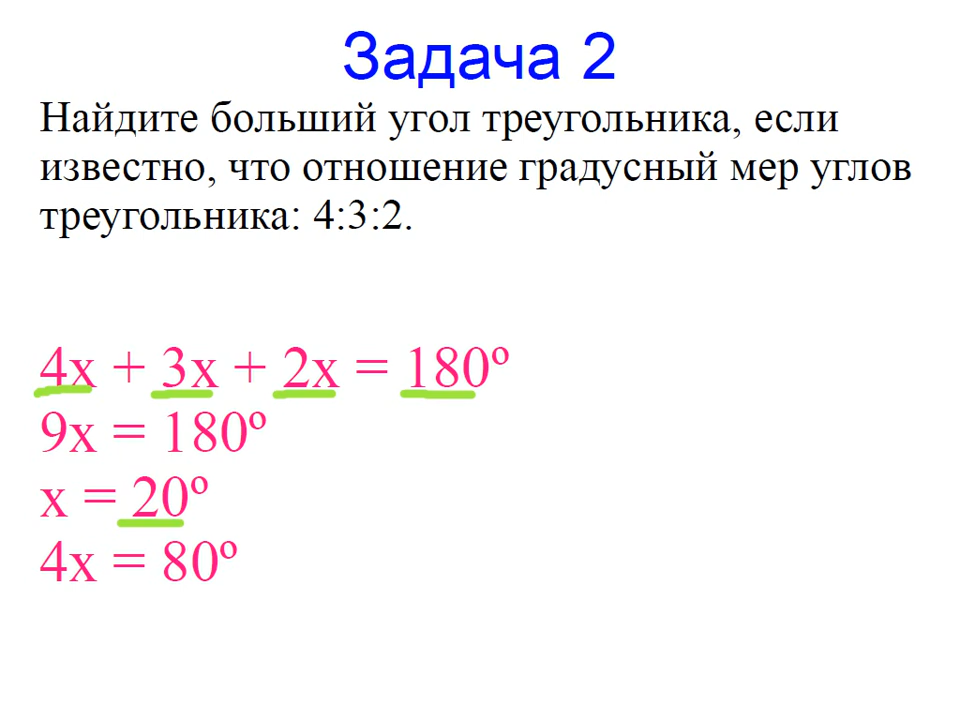 Задача 2
Найдите больший угол треугольника, если
известно, что отношение градусный мер углов
треугольника: 4:3:2.
4x + 3x + 2x = 180º
9x = 180º
x = 20º
4x = 80º